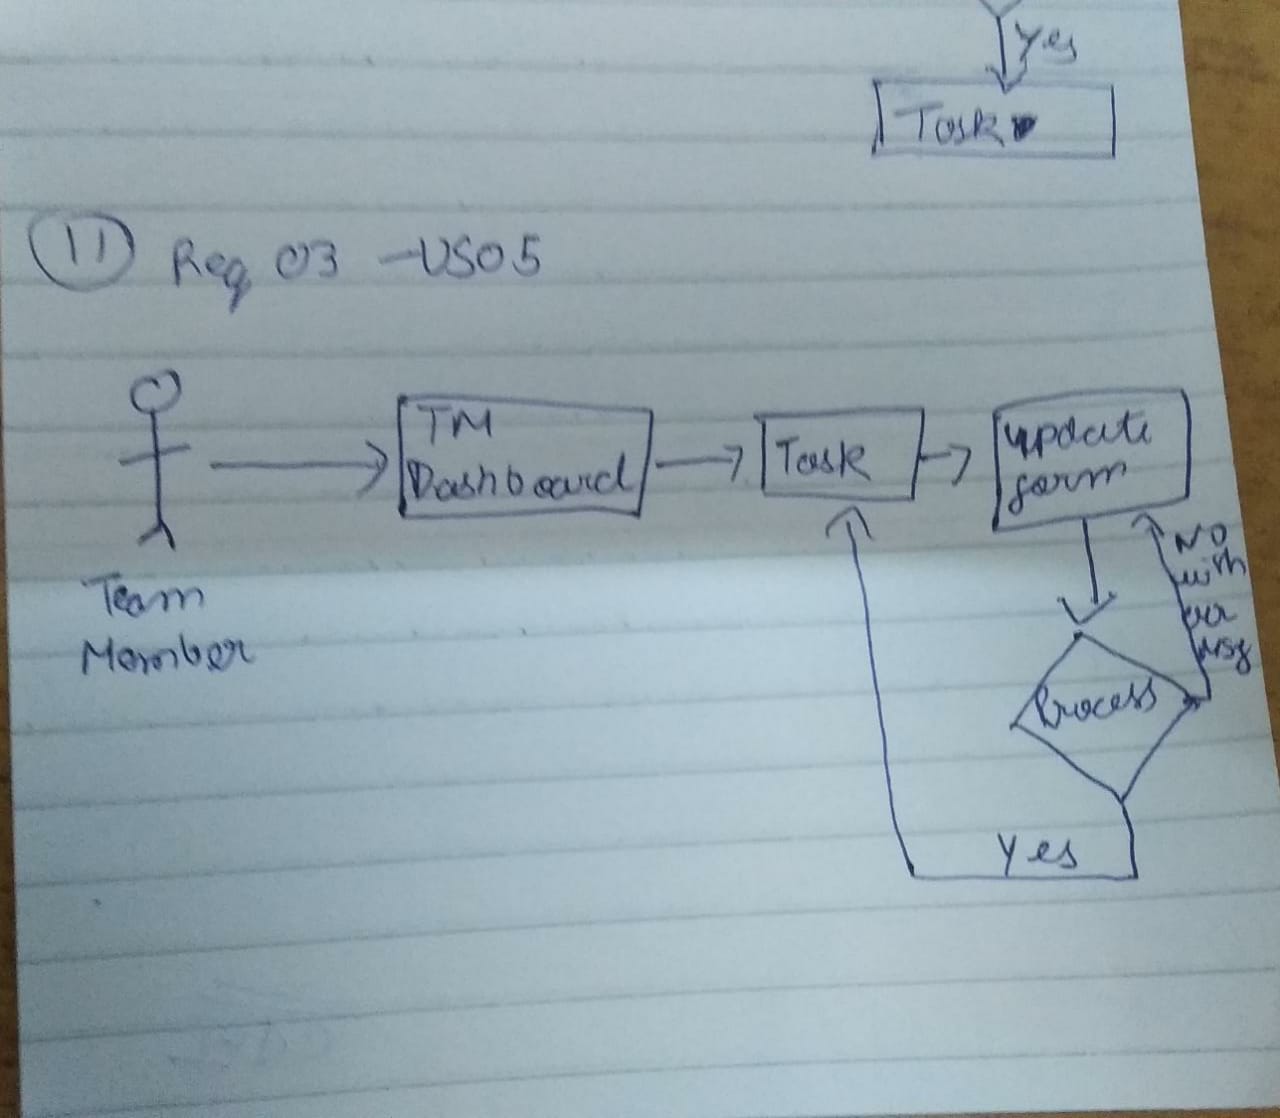 Yes
Task
11 Req 03 - US05
TM
Dashboard
Task
update
form
NO
with
err
msg
Team
Member
Process
Yes